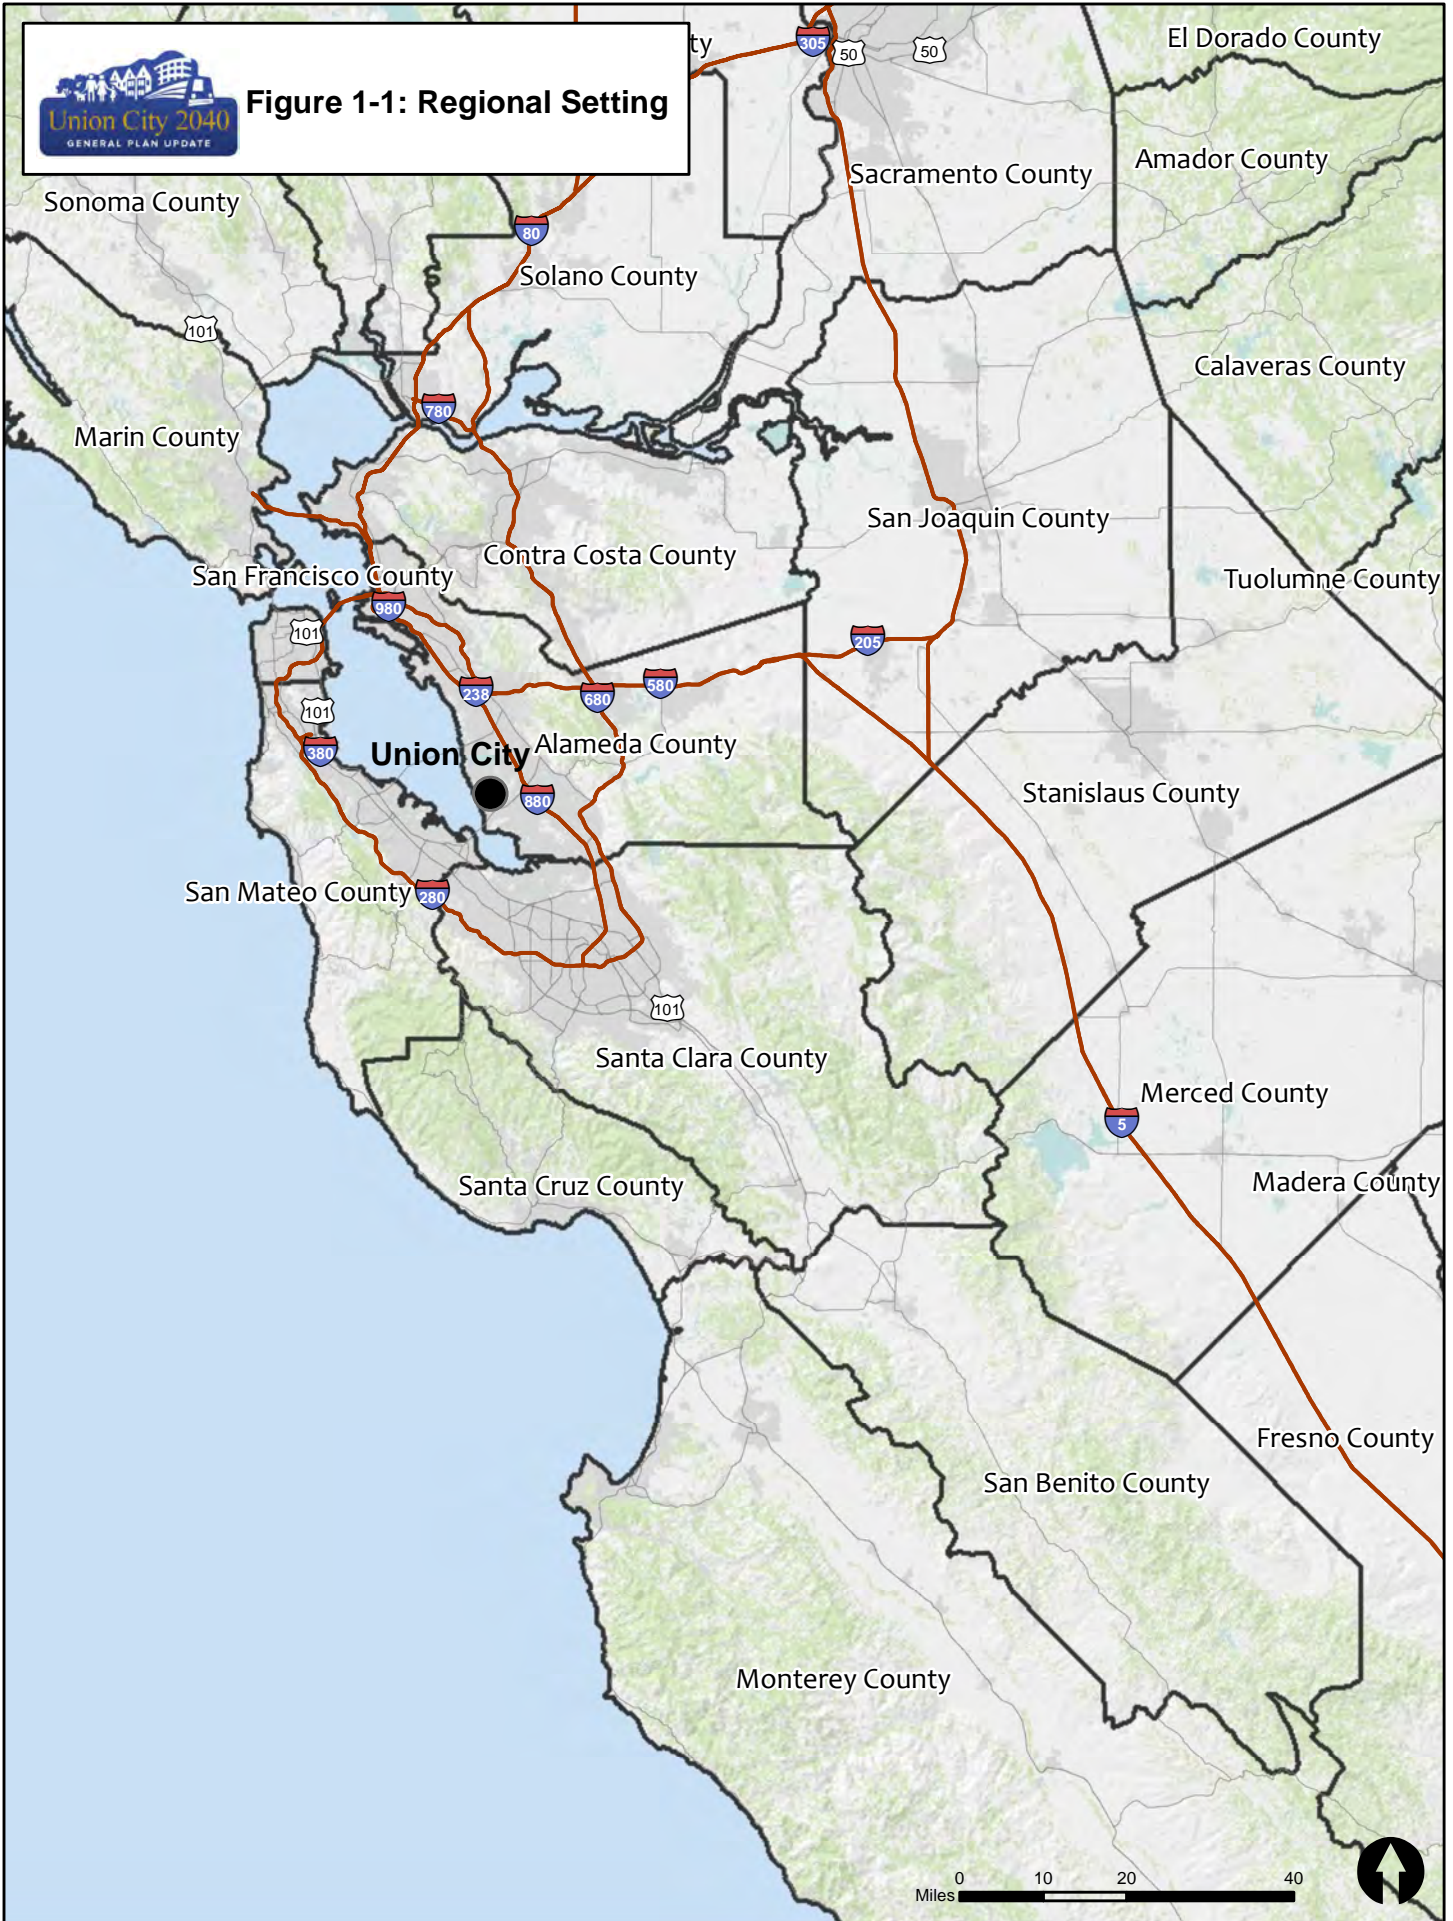 Union City 2040
GENERAL PLAN UPDATE
Figure 1-1: Regional Setting
ty
305
50
50
El Dorado County
Amador County
Sacramento County
Sonoma County
80
Solano County
101
Calaveras County
780
Marin County
San Joaquin County
Contra Costa County
San Francisco County
Tuolumne County
980
101
205
238
680
580
101
380
Union City
Alameda County
880
Stanislaus County
San Mateo County
280
101
Santa Clara County
Merced County
5
Santa Cruz County
Madera County
Fresno County
San Benito County
Monterey County
0 10 20 40
Miles